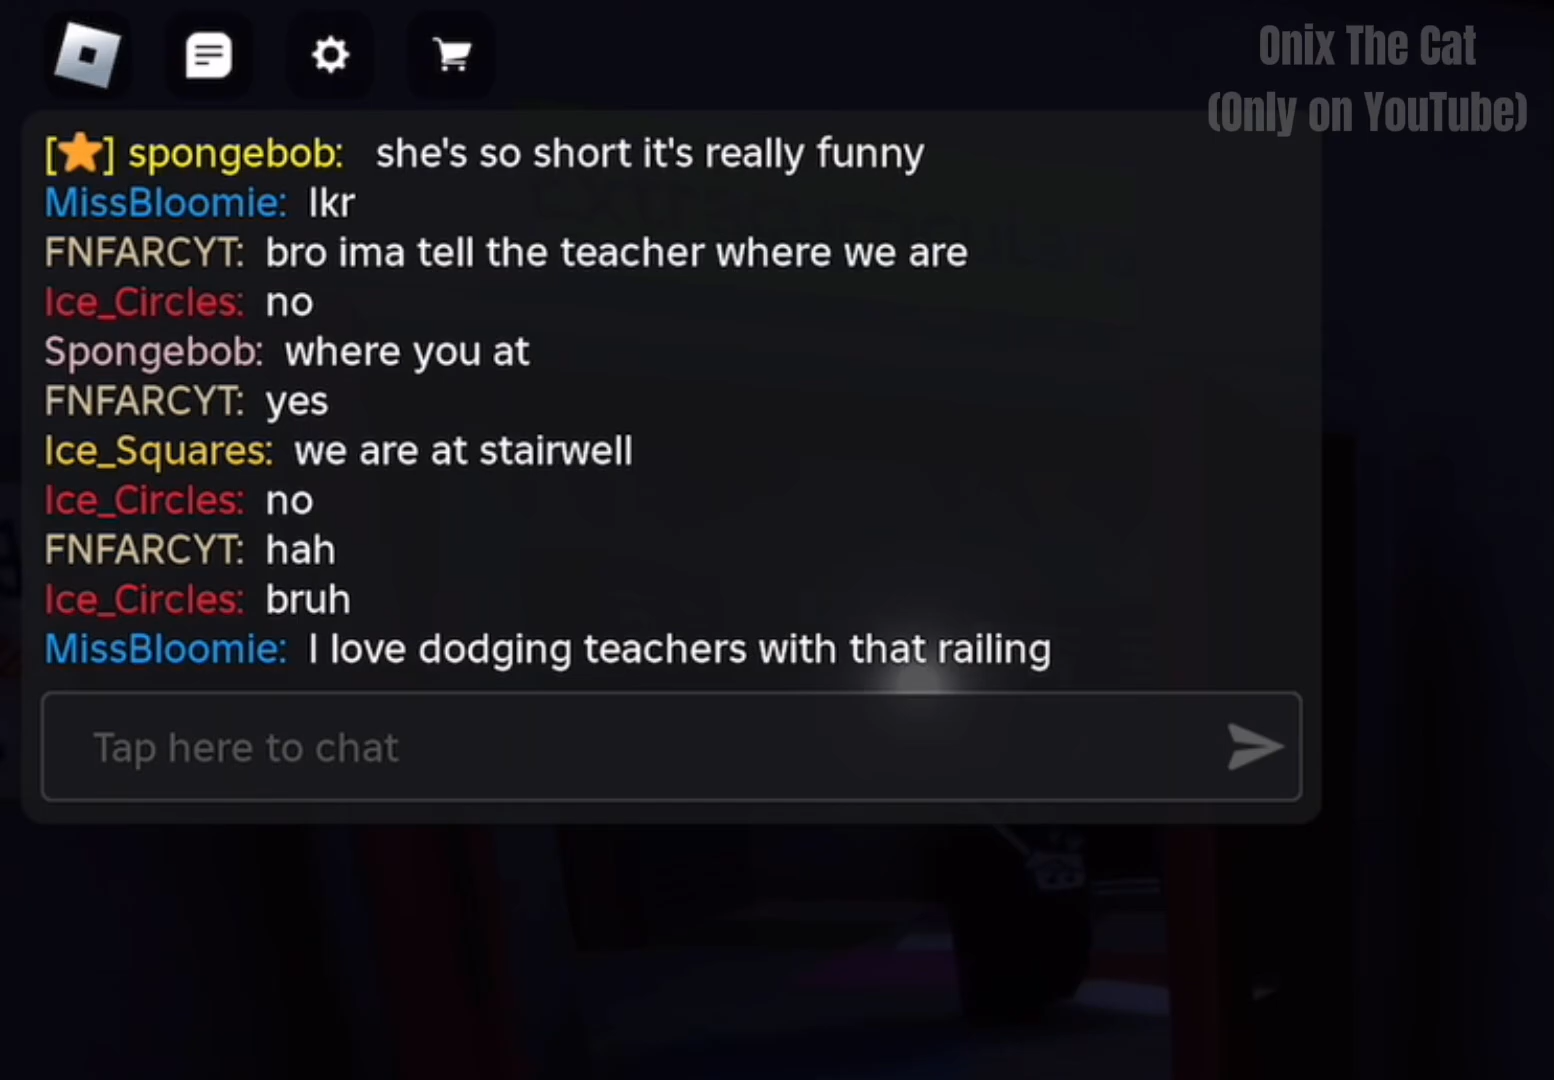 Onix The Cat
(Only on YouTube)
[⭐] spongebob: she's so short it's really funny
MissBloomie: Ikr
FNFARCYT: bro ima tell the teacher where we are
Ice_Circles: no
Spongebob: where you at
FNFARCYT: yes
Ice_Squares: we are at stairwell
Ice_Circles: no
FNFARCYT: hah
Ice_Circles: bruh
MissBloomie: I love dodging teachers with that railing
Tap here to chat